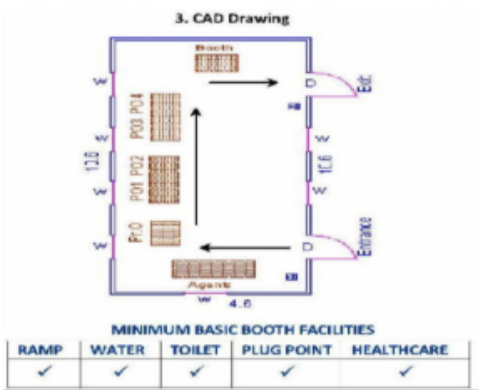 3. CAD Drawing
Booth
W
D
Exit
PO3 PO4
W
W
10.6
10.6
PO1 PO2
W
W
Pr.O
W
D
Entrance
Agents
W
4.6
MINIMUM BASIC BOOTH FACILITIES
RAMP WATER TOILET PLUG POINT HEALTHCARE
✓ ✓ ✓ ✓ ✓